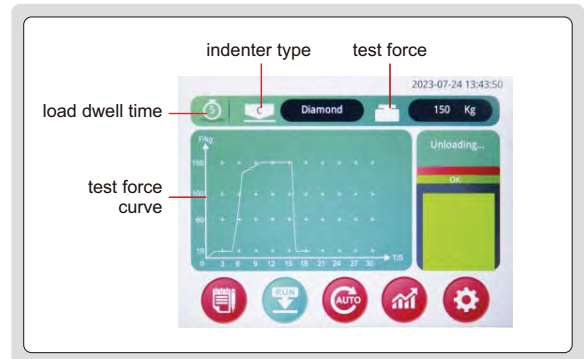 indenter type
test force
2023-07-24 13:43:50
load dwell time
5
C
Diamond
150 Kg
F/kg
Unloading...
OK
150
100
60
10
0 3 6 9 12 15 18 21 24 27 30
T/S
test force
curve
RUN
AUTO